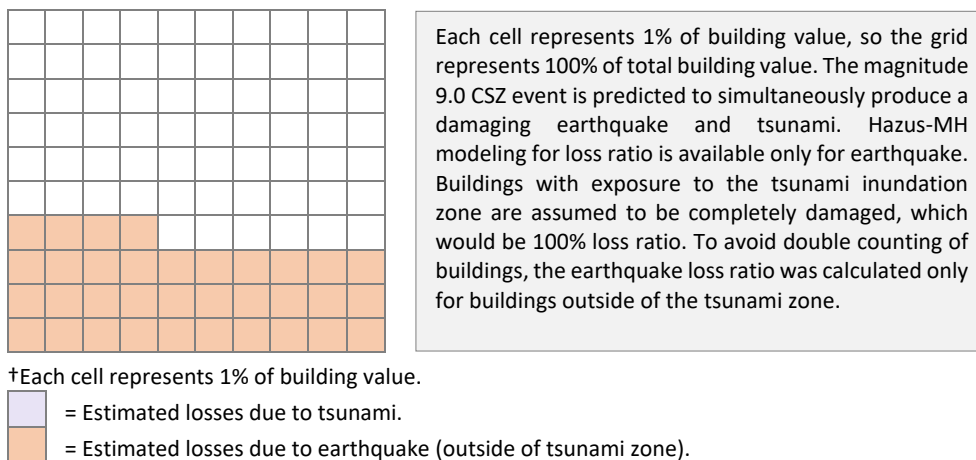 Each cell represents 1% of building value, so the grid
represents 100% of total building value. The magnitude
9.0 CSZ event is predicted to simultaneously produce a
damaging earthquake and tsunami. Hazus-MH
modeling for loss ratio is available only for earthquake.
Buildings with exposure to the tsunami inundation
zone are assumed to be completely damaged, which
would be 100% loss ratio. To avoid double counting of
buildings, the earthquake loss ratio was calculated only
for buildings outside of the tsunami zone.
†Each cell represents 1% of building value.
= Estimated losses due to tsunami.
= Estimated losses due to earthquake (outside of tsunami zone).